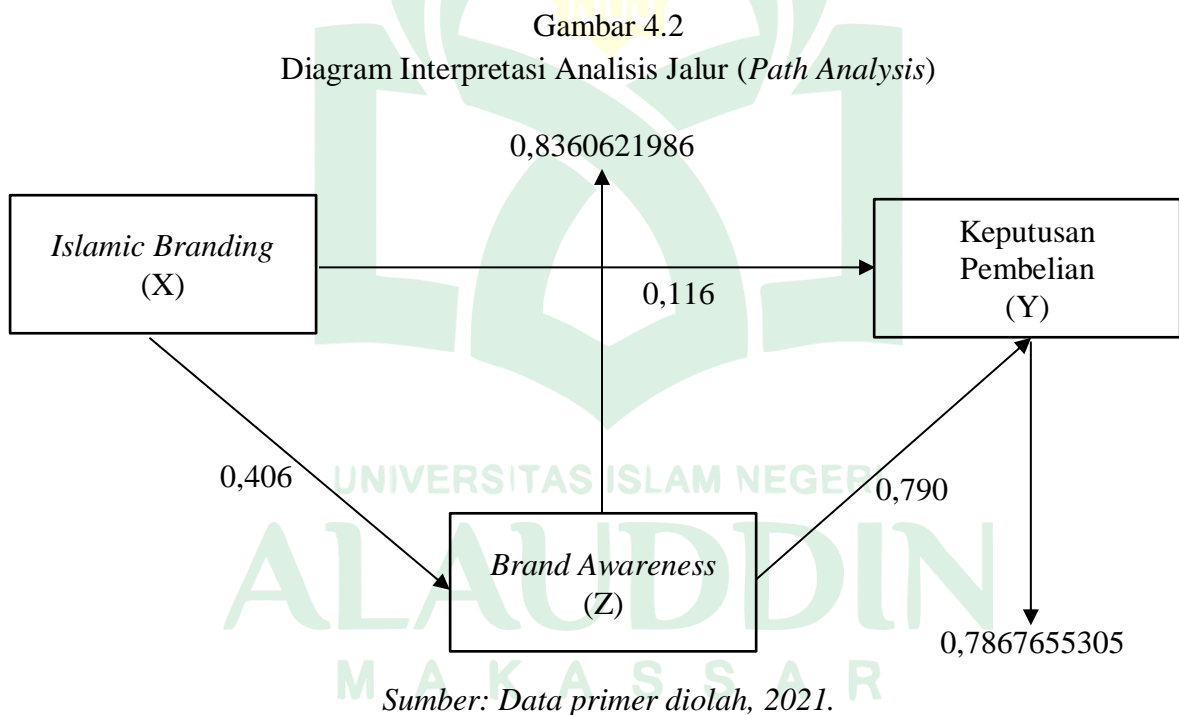 Gambar 4.2
Diagram Interpretasi Analisis Jalur (Path Analysis)
0,8360621986
Islamic Branding
(X)
Keputusan
Pembelian
(Y)
0,116
0,406
0,790
UNIVERSITAS ISLAM NEGERI
Brand Awareness
(Z)
ALAUDDIN
0,7867655305
MAKASSAR
Sumber: Data primer diolah, 2021.